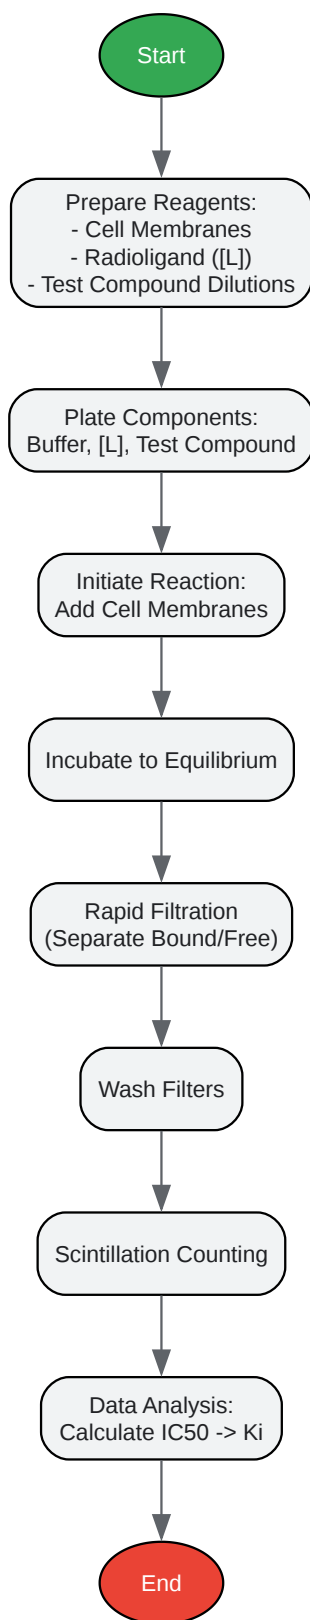 Start
Prepare Reagents:
- Cell Membranes
- Radioligand ([L])
- Test Compound Dilutions
Plate Components:
Buffer, [L], Test Compound
Initiate Reaction:
Add Cell Membranes
Incubate to Equilibrium
Rapid Filtration
(Separate Bound/Free)
Wash Filters
Scintillation Counting
Data Analysis:
Calculate IC50 -> Ki
End